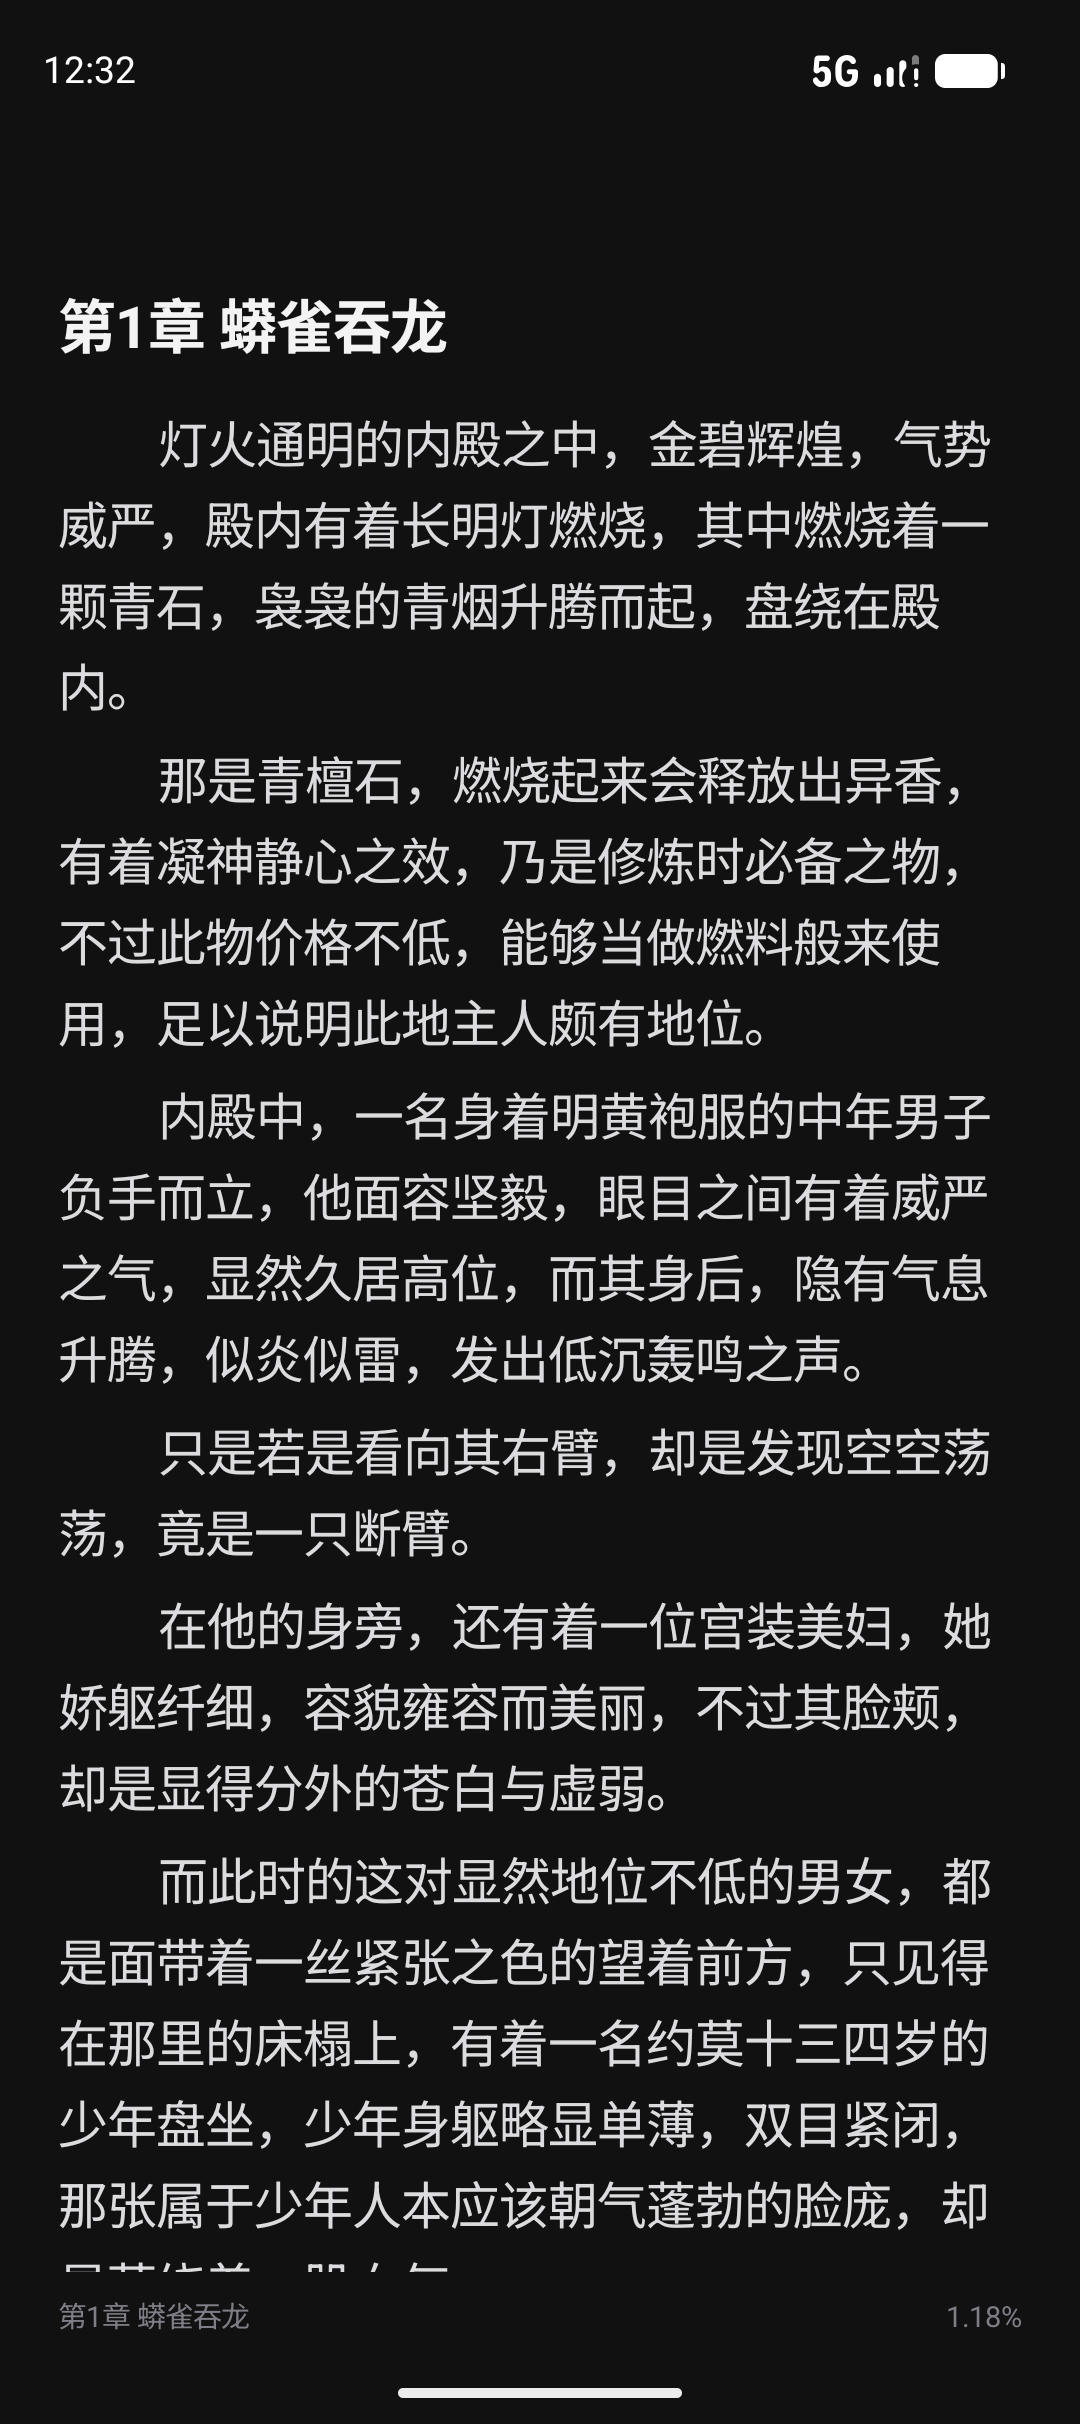 12:32
5G
第1章 蟒雀吞龙
灯火通明的内殿之中，金碧辉煌，气势
威严，殿内有着长明灯燃烧，其中燃烧着一
颗青石，袅袅的青烟升腾而起，盘绕在殿
内。
那是青檀石，燃烧起来会释放出异香，
有着凝神静心之效，乃是修炼时必备之物，
不过此物价格不低，能够当做燃料般来使
用，足以说明此地主人颇有地位。
内殿中，一名身着明黄袍服的中年男子
负手而立，他面容坚毅，眼目之间有着威严
之气，显然久居高位，而其身后，隐有气息
升腾，似炎似雷，发出低沉轰鸣之声。
只是若是看向其右臂，却是发现空空荡
荡，竟是一只断臂。
在他的身旁，还有着一位宫装美妇，她
娇躯纤细，容貌雍容而美丽，不过其脸颊，
却是显得分外的苍白与虚弱。
而此时的这对显然地位不低的男女，都
是面带着一丝紧张之色的望着前方，只见得
在那里的床榻上，有着一名约莫十三四岁的
少年盘坐，少年身躯略显单薄，双目紧闭，
那张属于少年人本应该朝气蓬勃的脸庞，却
第1章 蟒雀吞龙
1.18%